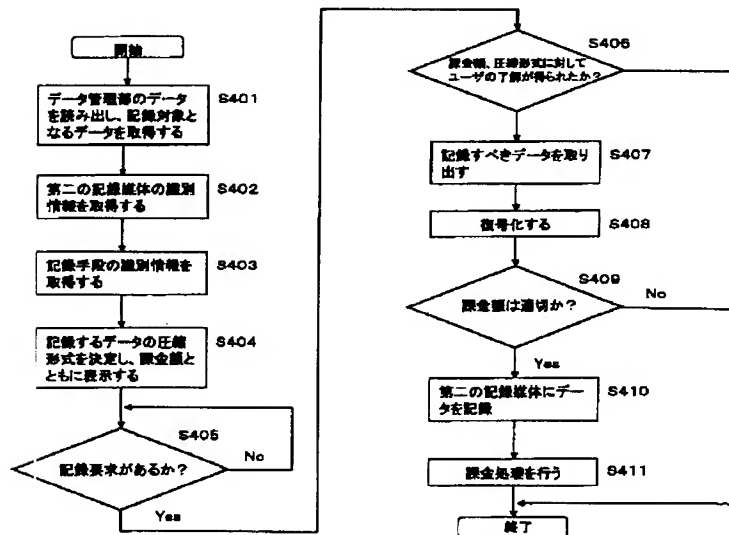 開始
データ管理部のデータ
を読み出し、記録対象と
なるデータを取得する
S401
第二の記録媒体の識別
情報を取得する
S402
記録手段の識別情報を
取得する
S403
記録するデータの圧縮
形式を決定し、課金額と
ともに表示する
S404
S405
記録要求があるか?
No
Yes
S406
課金額、圧縮形式に対して
ユーザの了解が得られたか?
記録すべきデータを取り
出す
S407
復号化する
S408
S409
課金額は適切か?
No
Yes
第二の記録媒体にデー
タを記録
S410
課金処理を行う
S411
終了